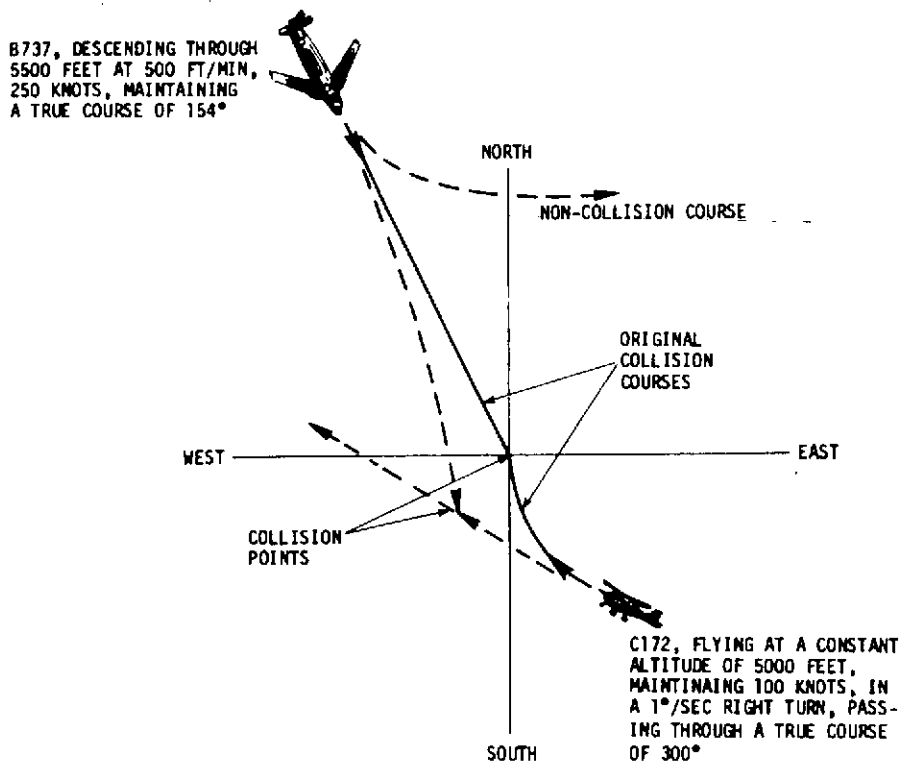 B737, DESCENDING THROUGH
5500 FEET AT 500 FT/MIN,
250 KNOTS, MAINTAINING
A TRUE COURSE OF 154°
NORTH
NON-COLLISION COURSE
ORIGINAL
COLLISION
COURSES
WEST
EAST
COLLISION
POINTS
C172, FLYING AT A CONSTANT
ALTITUDE OF 5000 FEET,
MAINTINAING 100 KNOTS, IN
A 1°/SEC RIGHT TURN, PASS-
ING THROUGH A TRUE COURSE
OF 300°
SOUTH